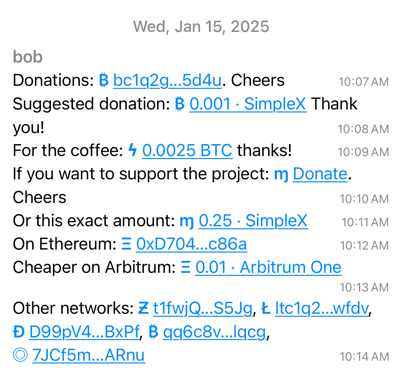 Wed, Jan 15, 2025
bob
Donations: ₿ bc1q2g...5d4u. Cheers 10:07 AM
Suggested donation: ₿ 0.001 · SimpleX Thank
you! 10:08 AM
For the coffee: ϟ 0.0025 BTC thanks! 10:09 AM
If you want to support the project: ɱ Donate.
Cheers 10:10 AM
Or this exact amount: ɱ 0.25 · SimpleX 10:11 AM
On Ethereum: Ξ 0xD704...c86a 10:12 AM
Cheaper on Arbitrum: Ξ 0.01 · Arbitrum One
10:13 AM
Other networks: Ƶ t1fwjQ...S5Jg, Ł ltc1q2...wfdv,
Ð D99pV4...BxPf, ₿ qq6c8v...lqcg,
◎ 7JCf5m...ARnu 10:14 AM